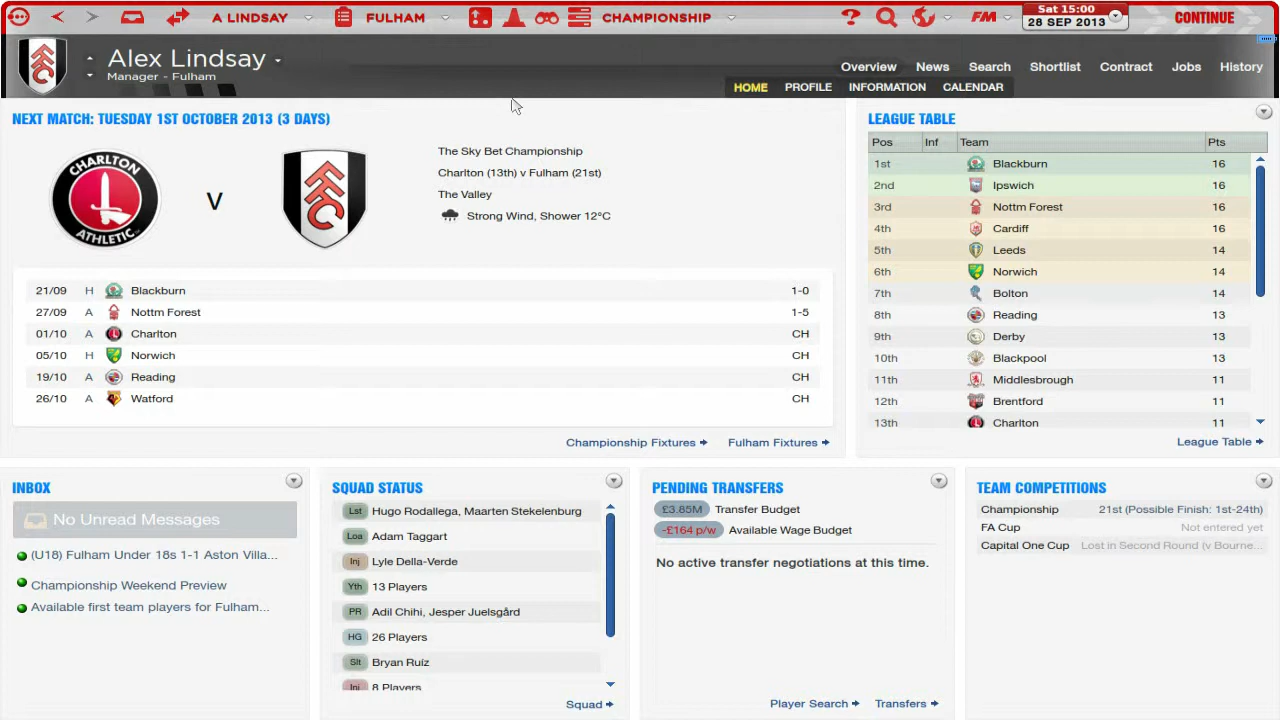 A LINDSAY FULHAM CHAMPIONSHIP ? FM Sat 15:00 CONTINUE
28 SEP 2013
Alex Lindsay
Manager - Fulham
Overview News Search Shortlist Contract Jobs History
HOME PROFILE INFORMATION CALENDAR
NEXT MATCH: TUESDAY 1ST OCTOBER 2013 (3 DAYS)
CHARLTON
ATHLETIC
V
FFC
The Sky Bet Championship
Charlton (13th) v Fulham (21st)
The Valley
Strong Wind, Shower 12°C
21/09 H Blackburn 1-0
27/09 A Nottm Forest 1-5
01/10 A Charlton CH
05/10 H Norwich CH
19/10 A Reading CH
26/10 A Watford CH
Championship Fixtures Fulham Fixtures
LEAGUE TABLE
Pos Inf Team Pts
1st Blackburn 16
2nd Ipswich 16
3rd Nottm Forest 16
4th Cardiff 16
5th Leeds 14
6th Norwich 14
7th Bolton 14
8th Reading 13
9th Derby 13
10th Blackpool 13
11th Middlesbrough 11
12th Brentford 11
13th Charlton 11
League Table
INBOX
No Unread Messages
(U18) Fulham Under 18s 1-1 Aston Villa...
Championship Weekend Preview
Available first team players for Fulham...
SQUAD STATUS
Lst Hugo Rodallega, Maarten Stekelenburg
Loa Adam Taggart
Inj Lyle Della-Verde
Yth 13 Players
PR Adil Chihi, Jesper Juelsgård
HG 26 Players
Slt Bryan Ruíz
Inj 8 Players
Squad
PENDING TRANSFERS
£3.85M Transfer Budget
-£164 p/w Available Wage Budget
No active transfer negotiations at this time.
Player Search Transfers
TEAM COMPETITIONS
Championship 21st (Possible Finish: 1st-24th)
FA Cup Not entered yet
Capital One Cup Lost in Second Round (v Bourne...